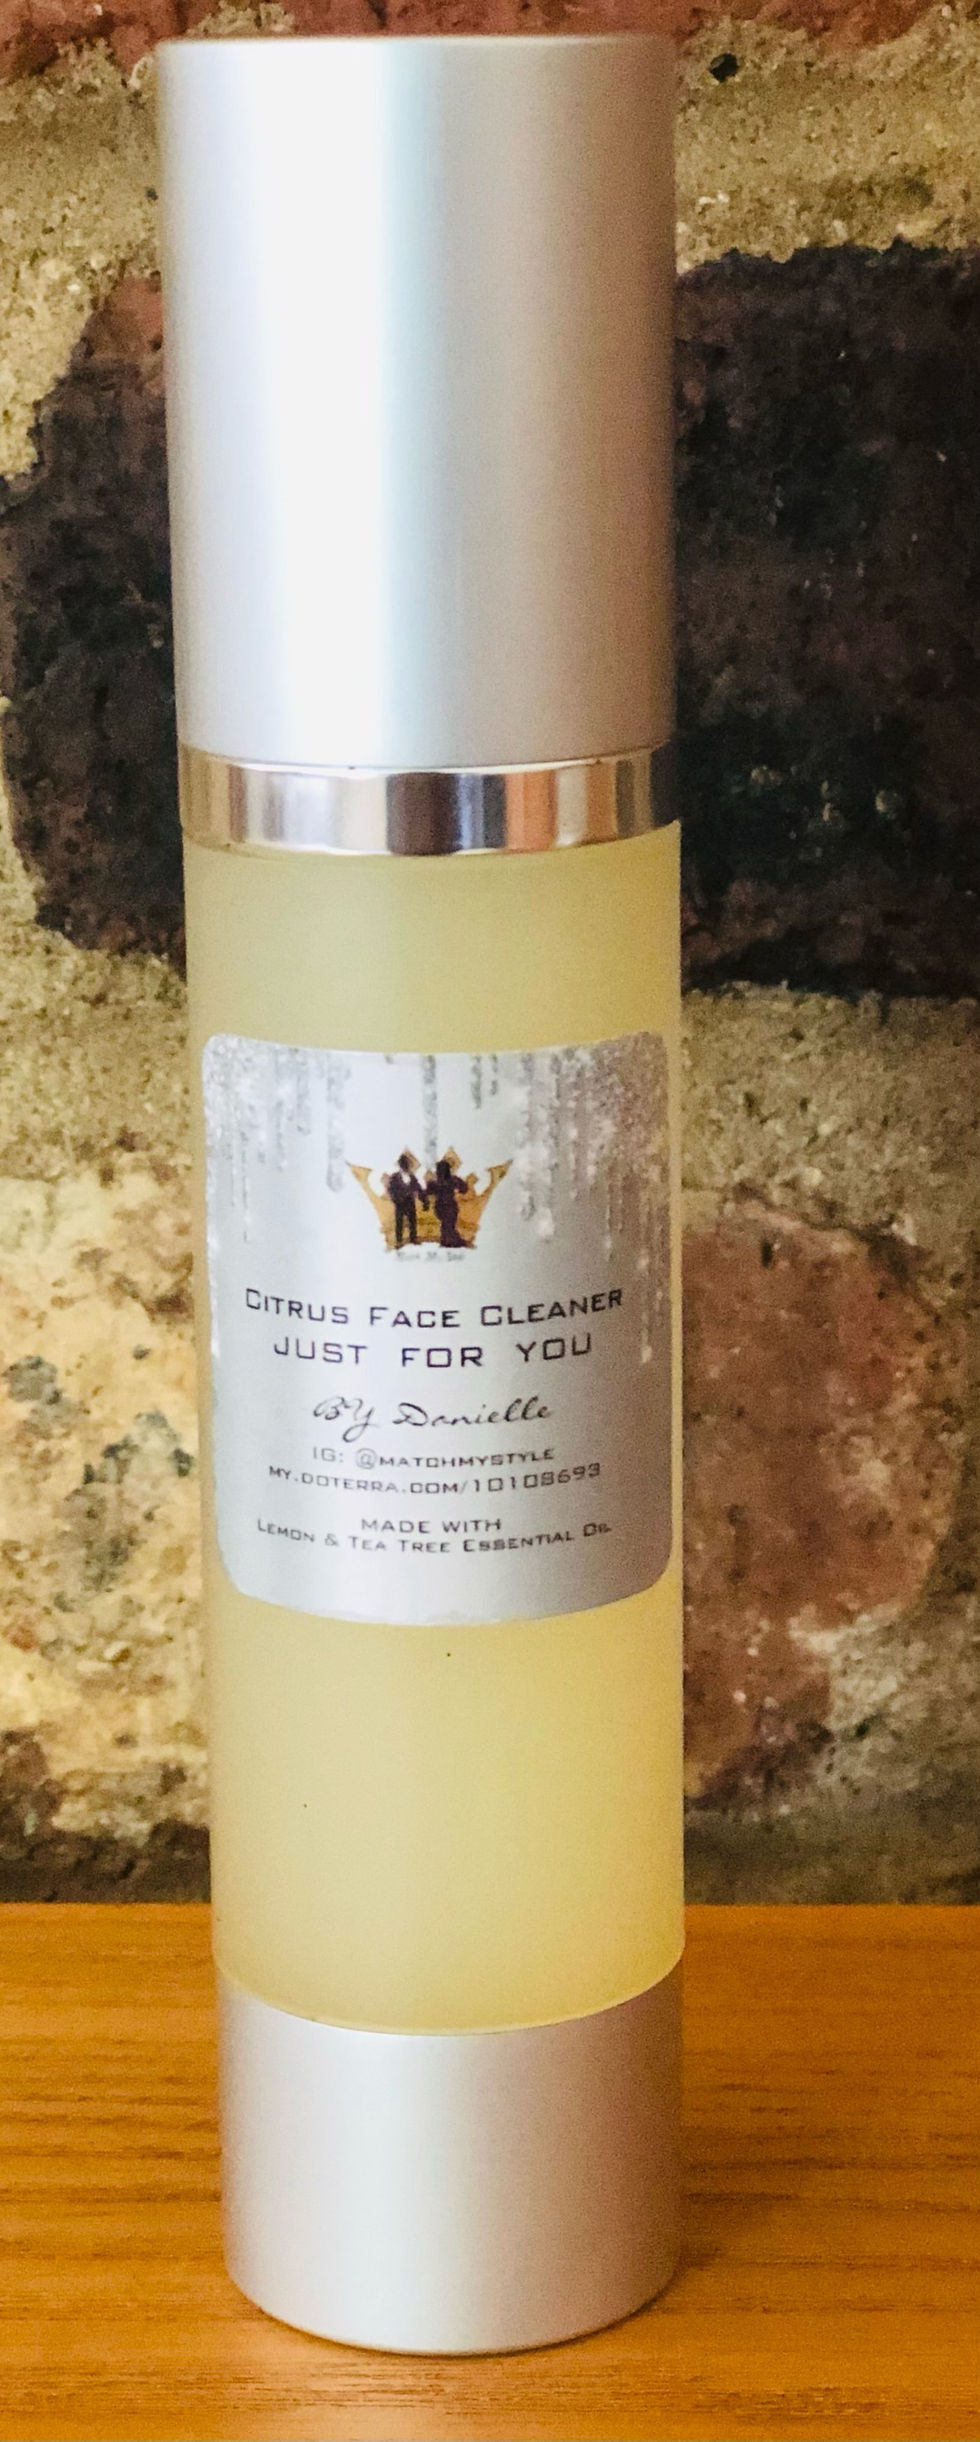 CITRUS FACE CLEANER
JUST FOR YOU
BY Danielle
IG: @MATCHMYSTYLE
MY.DOTERRA.COM/10108693
MADE WITH
LEMON & TEA TREE ESSENTIAL OIL